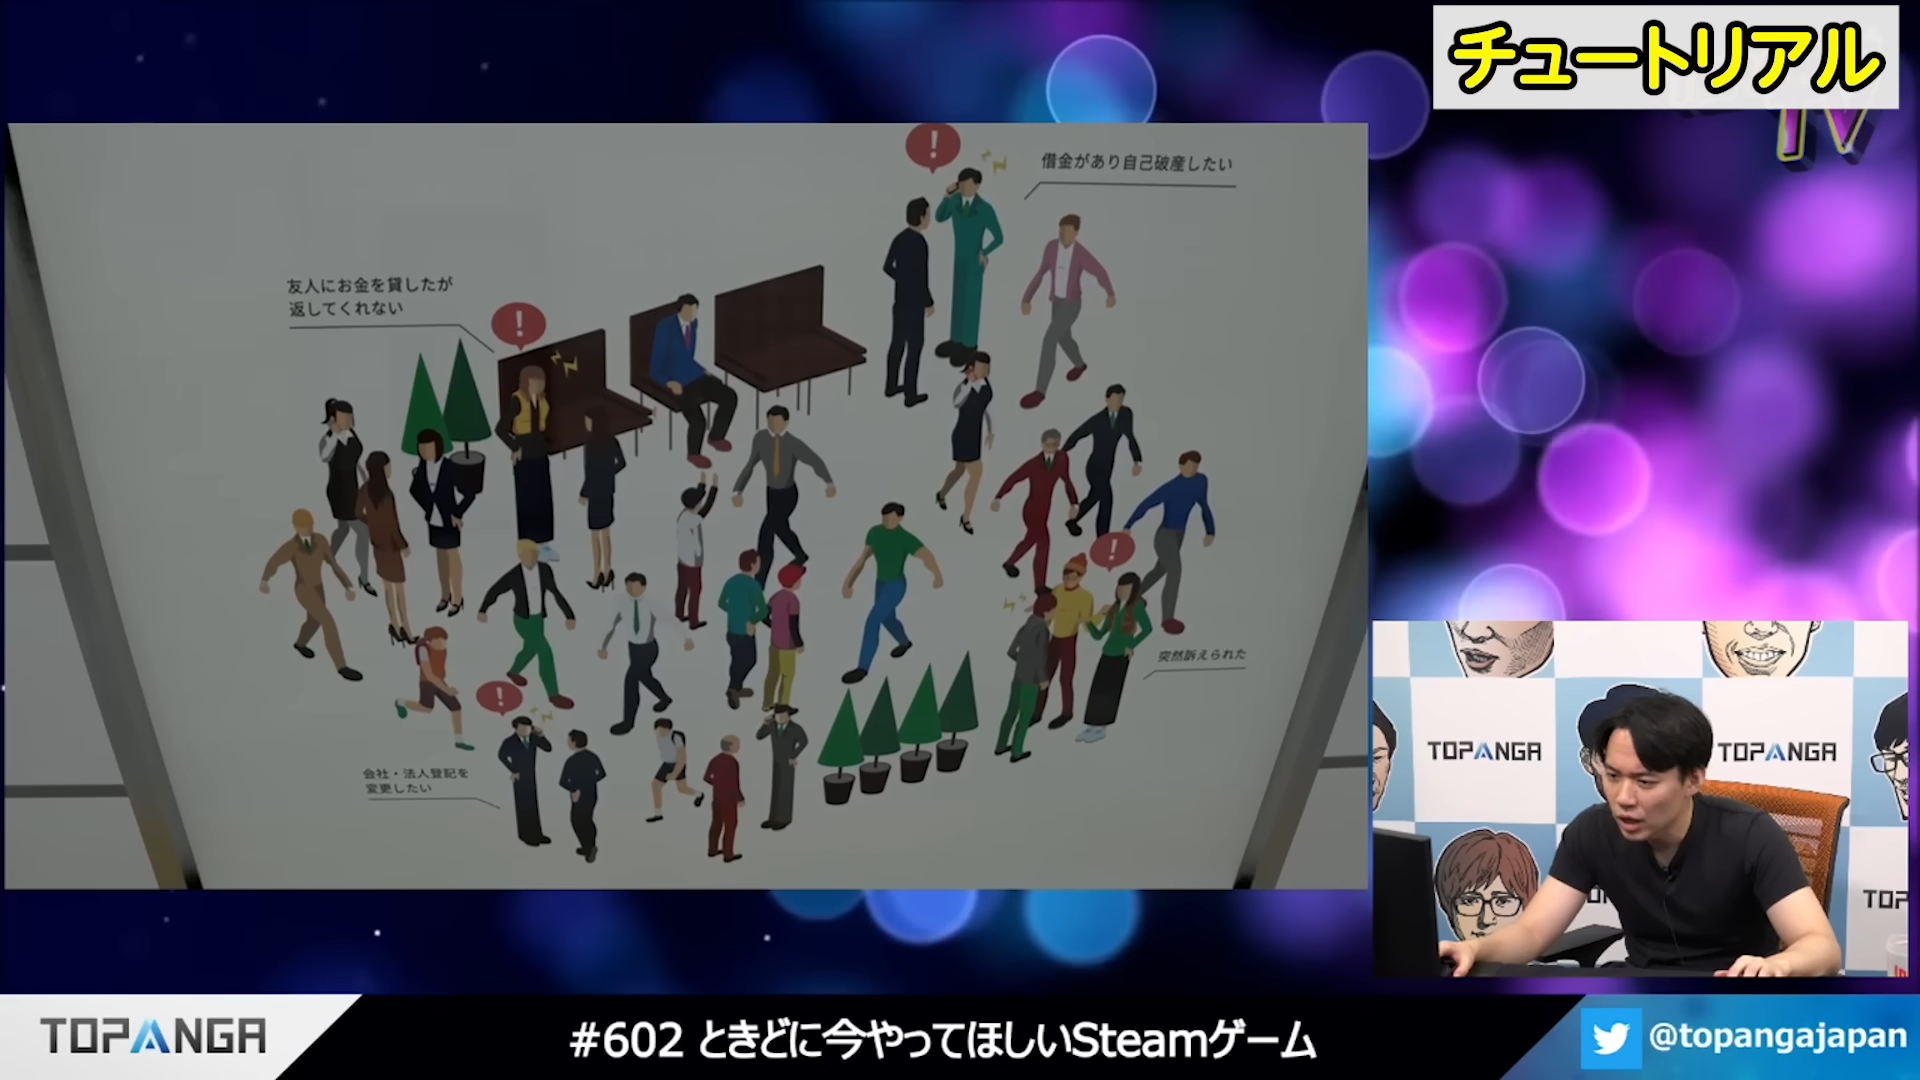 チュートリアル
TV
借金があり自己破産したい
友人にお金を貸したが
返してくれない
突然訴えられた
会社・法人登記を
変更したい
TOPANGA
TOPANGA
TOPANGA
#602 ときどに今やってほしいSteamゲーム
@topangajapan